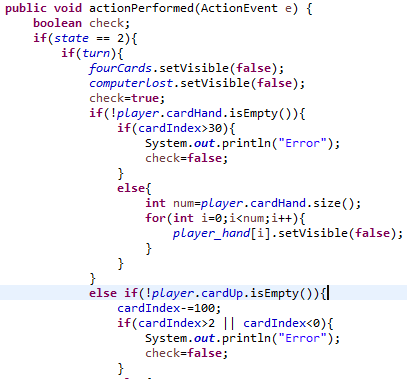 public void actionPerformed(ActionEvent e) {
    boolean check;
    if(state == 2){
        if(turn){
            fourCards.setVisible(false);
            computerlost.setVisible(false);
            check=true;
            if(!player.cardHand.isEmpty()){
                if(cardIndex>30){
                    System.out.println("Error");
                    check=false;
                }
                else{
                    int num=player.cardHand.size();
                    for(int i=0;i<num;i++){
                        player_hand[i].setVisible(false);
                    }
                }
            }
            else if(!player.cardUp.isEmpty()){
                cardIndex-=100;
                if(cardIndex>2 || cardIndex<0){
                    System.out.println("Error");
                    check=false;
                }